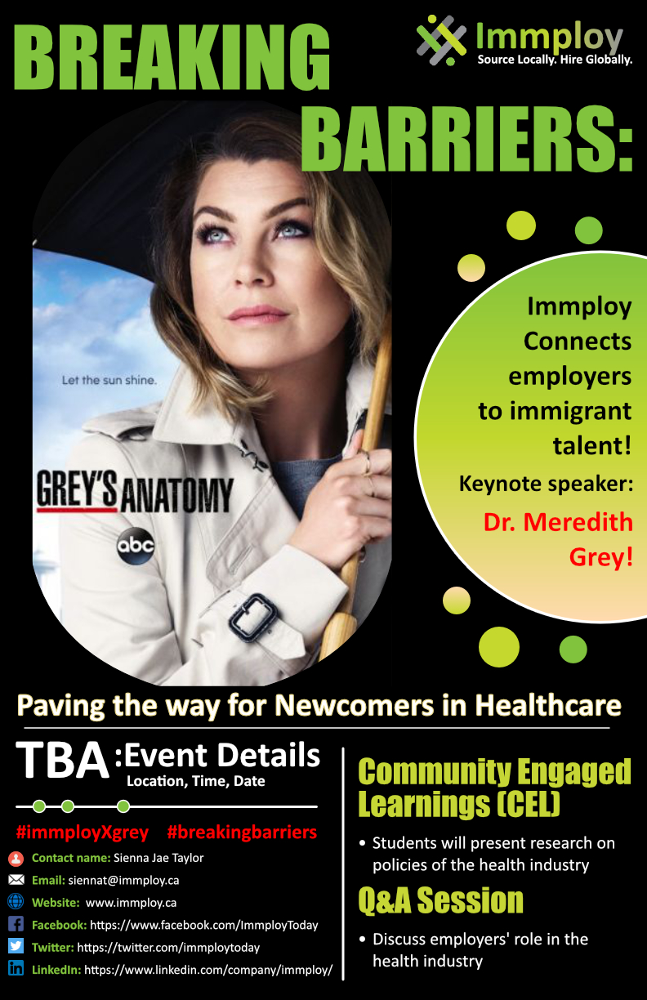 BREAKING
BARRIERS:
Immploy
Source Locally. Hire Globally.
Let the sun shine.
GREY'S ANATOMY
abc
Immploy
Connects
employers
to immigrant
talent!
Keynote speaker:
Dr. Meredith
Grey!
Paving the way for Newcomers in Healthcare
TBA :Event Details
Location, Time, Date
#immployXgrey #breakingbarriers
Contact name: Sienna Jae Taylor
Email: siennat@immploy.ca
Website: www.immploy.ca
Facebook: https://www.facebook.com/ImmployToday
Twitter: https://twitter.com/immploytoday
LinkedIn: https://www.linkedin.com/company/immploy/
Community Engaged
Learnings (CEL)
• Students will present research on
policies of the health industry
Q&A Session
• Discuss employers' role in the
health industry